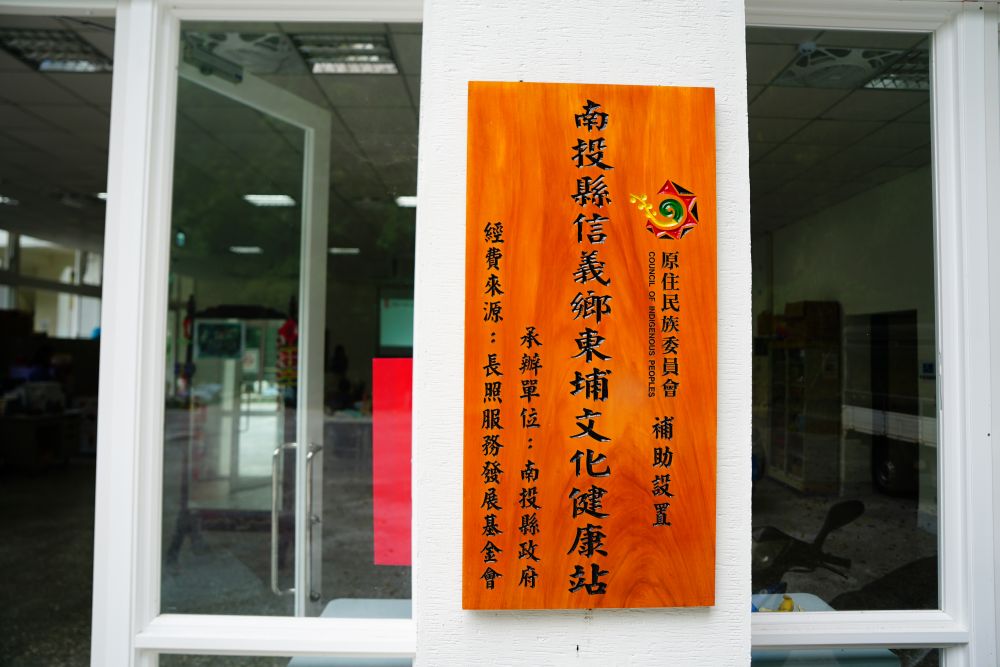 原住民族委員會 補助設置
COUNCIL OF INDIGENOUS PEOPLES
南投縣信義鄉東埔文化健康站
承辦單位：南投縣政府
經費來源：長照服務發展基金會